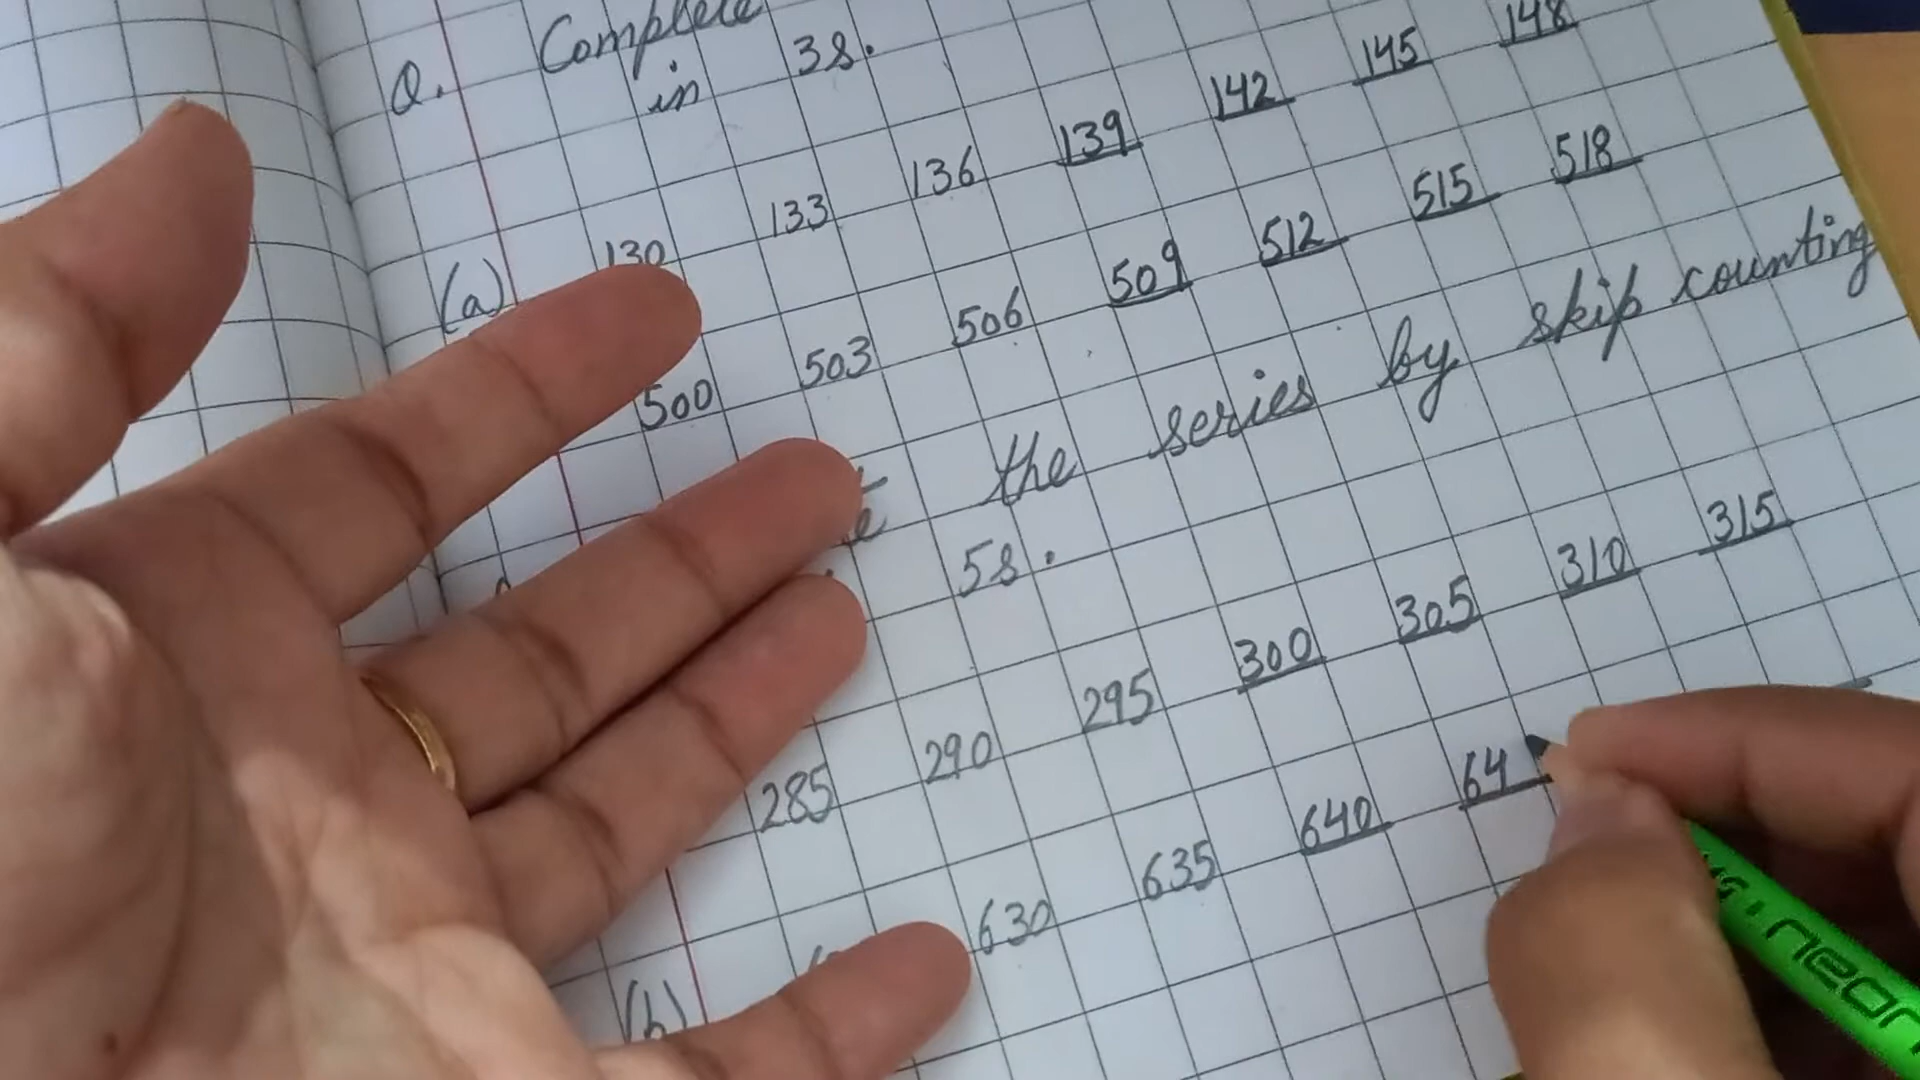 Q. Complete
in 3s.
(a) 130 133 136 139 142 145 148
500 503 506 509 512 515 518
the series by skip counting
5s.
285 290 295 300 305 310 315
(b) 630 635 640 64
neon